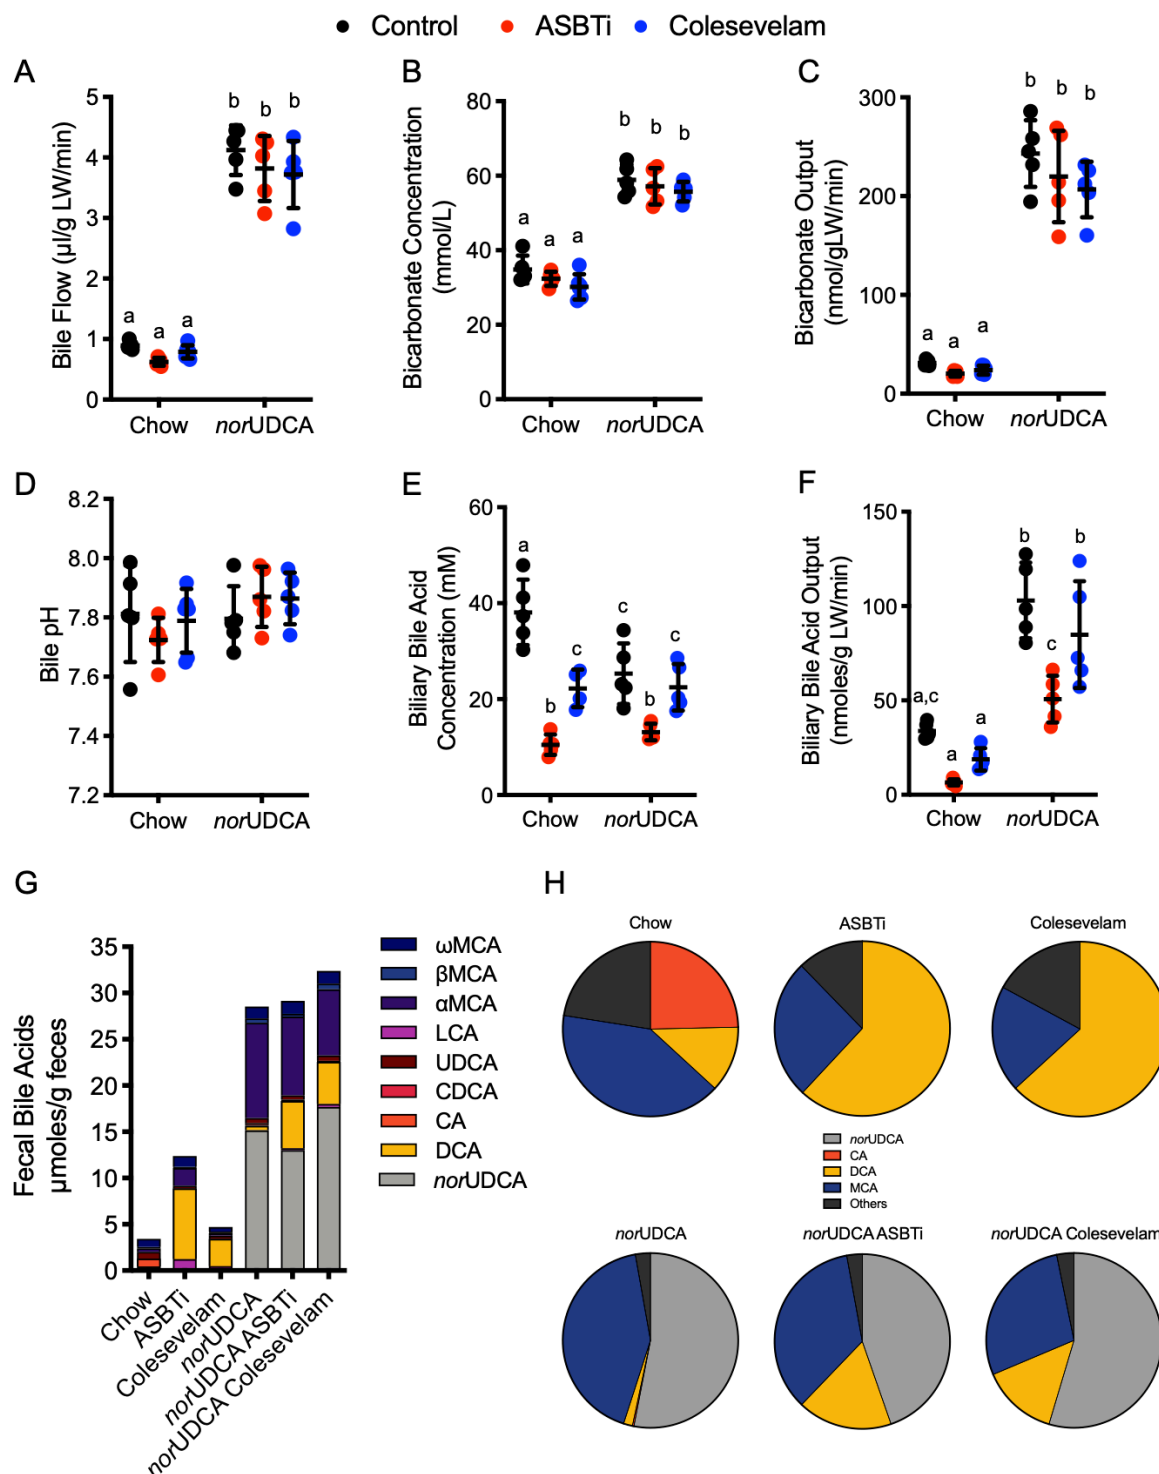 Control ASBTi Colesevelam
A
Bile Flow (µl/g LW/min)
5
4
3
2
1
0
b b b
a a a
Chow norUDCA
B
Bicarbonate Concentration
(mmol/L)
80
60
40
20
0
b b b
a a a
Chow norUDCA
C
Bicarbonate Output
(nmol/gLW/min)
300
200
100
0
b b b
a a a
Chow norUDCA
D
Bile pH
8.2
8.0
7.8
7.6
7.4
7.2
Chow norUDCA
E
Biliary Bile Acid
Concentration (mM)
60
40
20
0
a b c c b c
Chow norUDCA
F
Biliary Bile Acid Output
(nmoles/g LW/min)
150
100
50
0
a,c a a b c b
Chow norUDCA
G
Fecal Bile Acids
µmoles/g feces
35
30
25
20
15
10
5
0
Chow
ASBTi
Colesevelam
norUDCA
norUDCA ASBTi
norUDCA Colesevelam
ωMCA
βMCA
αMCA
LCA
UDCA
CDCA
CA
DCA
norUDCA
H
Chow ASBTi Colesevelam
norUDCA
CA
DCA
MCA
Others
norUDCA norUDCA ASBTi norUDCA Colesevelam